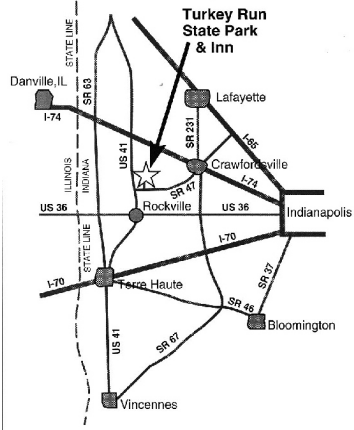 Turkey Run
State Park
& Inn
STATE LINE
Danville,IL
SR 63
Lafayette
I-74
US 41
SR 231
I-65
Crawfordsville
ILLINOIS
INDIANA
SR 47
I-74
US 36
Rockville
US 36
Indianapolis
STATE LINE
I-70
I-70
Terre Haute
SR 37
SR 46
Bloomington
US 41
SR 67
Vincennes